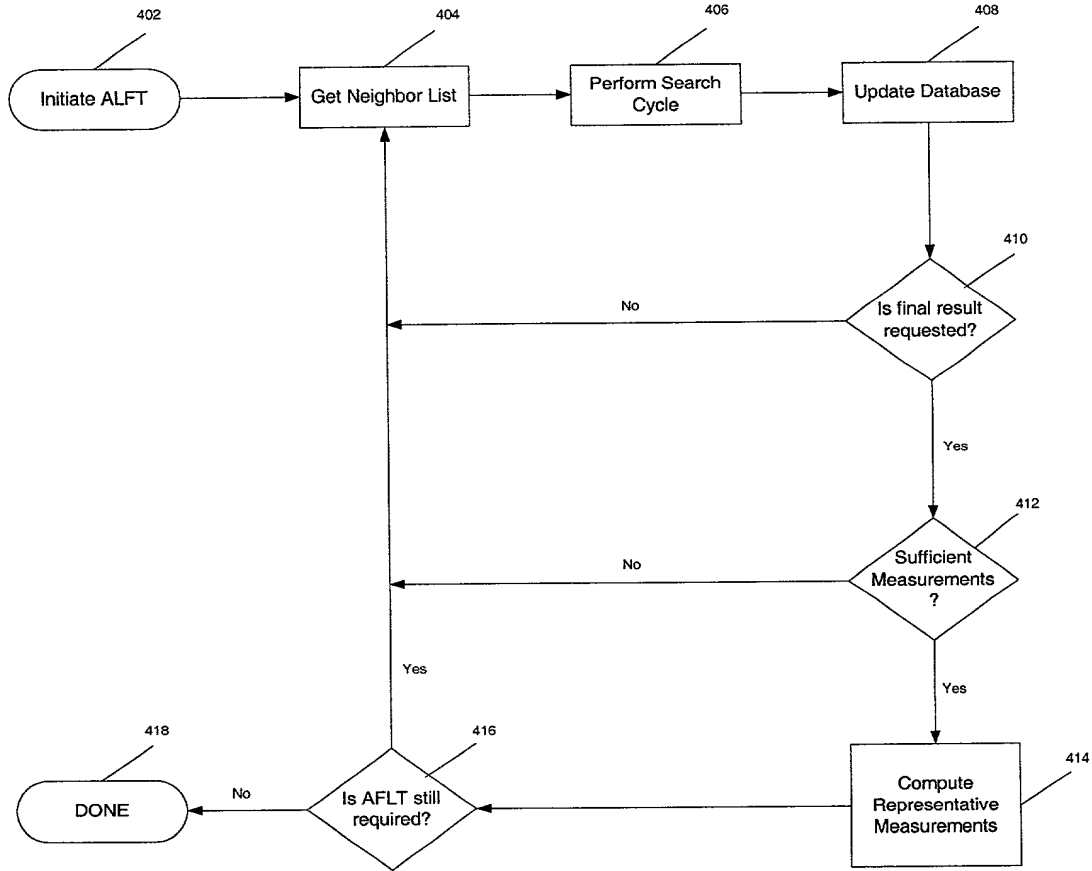 402
404
406
408
Initiate ALFT
Get Neighbor List
Perform Search
Cycle
Update Database
410
Is final result
requested?
No
Yes
412
Sufficient
Measurements
?
No
Yes
Yes
418
416
414
DONE
No
Is AFLT still
required?
Compute
Representative
Measurements